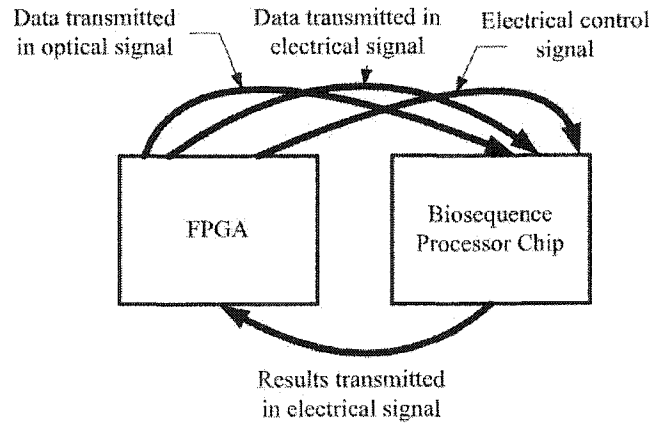 Data transmitted
in optical signal
Data transmitted in
electrical signal
Electrical control
signal
FPGA
Biosequence
Processor Chip
Results transmitted
in electrical signal